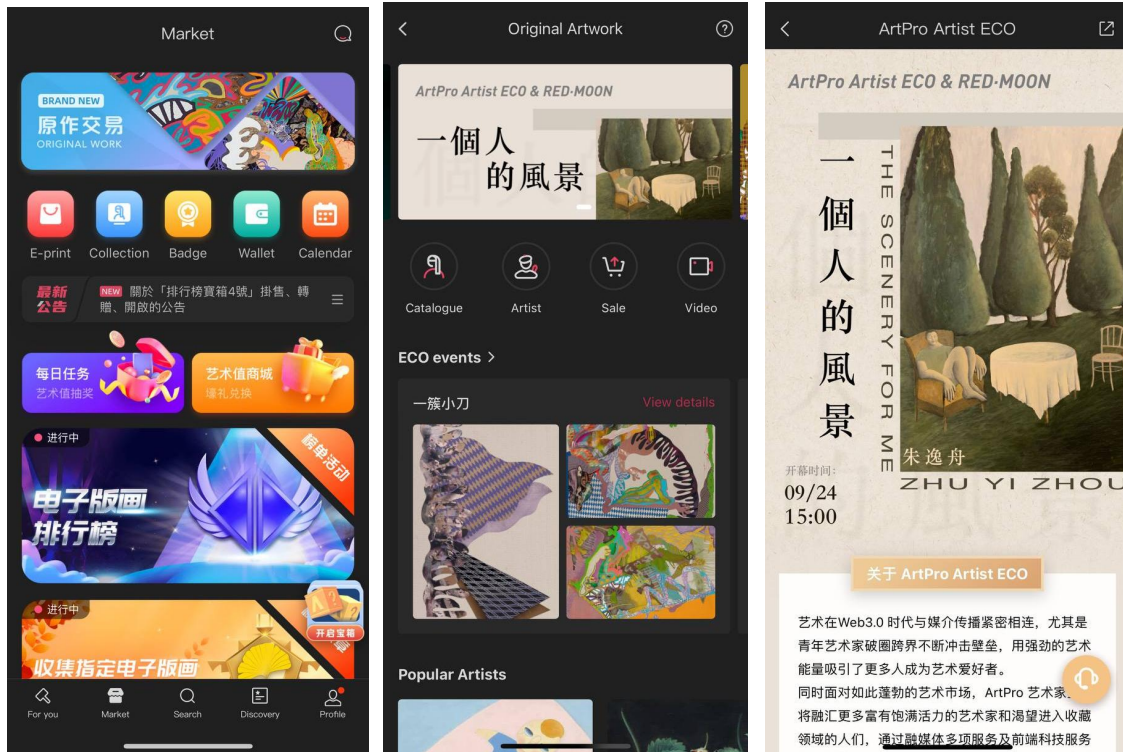 Market
BRAND NEW
原作交易
ORIGINAL WORK
E-print
Collection
Badge
Wallet
Calendar
最新
公告
NEW 關於「排行榜寶箱4號」掛售、轉
贈、開啟的公告
每日任务
艺术值抽奖
艺术值商城
壕礼兑换
进行中
榜单活动
电子版画
排行榜
进行中
开启宝箱
收集指定电子版画
For you
Market
Search
Discovery
Profile
Original Artwork
ArtPro Artist ECO & RED·MOON
一個人
的風景
Catalogue
Artist
Sale
Video
ECO events >
一簇小刀
View details
Popular Artists
ArtPro Artist ECO
ArtPro Artist ECO & RED·MOON
一個人的風景
THE SCENERY FOR ME
朱逸舟
ZHU YI ZHOU
开幕时间:
09/24
15:00
关于 ArtPro Artist ECO
艺术在Web3.0 时代与媒介传播紧密相连，尤其是
青年艺术家破圈跨界不断冲击壁垒，用强劲的艺术
能量吸引了更多人成为艺术爱好者。
同时面对如此蓬勃的艺术市场，ArtPro 艺术家
将融汇更多富有饱满活力的艺术家和渴望进入收藏
领域的人们，通过融媒体多项服务及前端科技服务